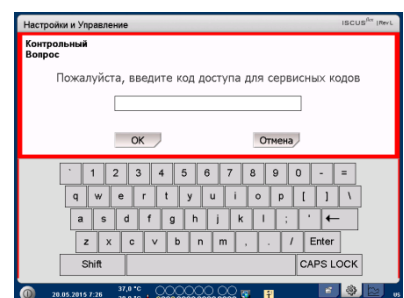 Настройки и Управление
ISCUS
Контрольный
Вопрос
Пожалуйста, введите код доступа для сервисных кодов
OK Отмена
` 1 2 3 4 5 6 7 8 9 0 - =
q w e r t y u i o p [ ] \
a s d f g h j k l ; ' ←
z x c v b n m , . / Enter
Shift CAPS LOCK
20.05.2015 7:26 37,0 °C